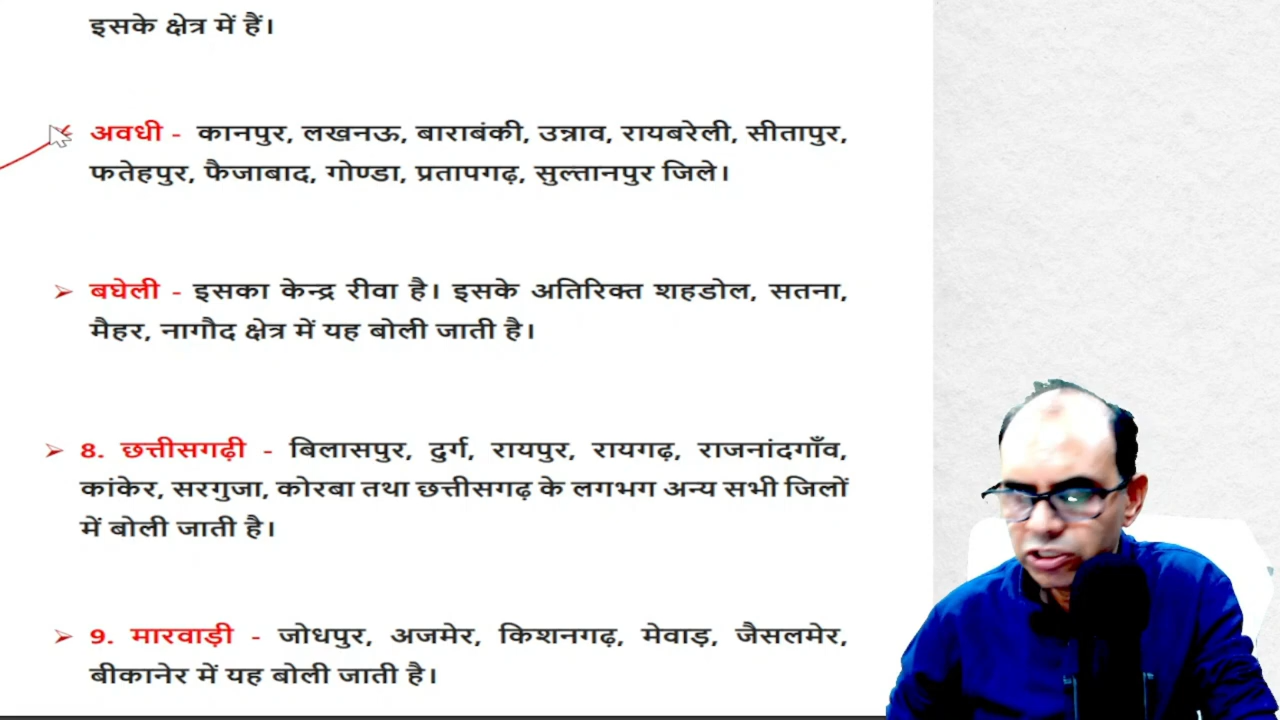 इसके क्षेत्र में हैं।
अवधी - कानपुर, लखनऊ, बाराबंकी, उन्नाव, रायबरेली, सीतापुर,
फतेहपुर, फैजाबाद, गोण्डा, प्रतापगढ़, सुल्तानपुर जिले।
➢ बघेली - इसका केन्द्र रीवा है। इसके अतिरिक्त शहडोल, सतना,
मैहर, नागौद क्षेत्र में यह बोली जाती है।
➢ 8. छत्तीसगढ़ी - बिलासपुर, दुर्ग, रायपुर, रायगढ़, राजनांदगाँव,
कांकेर, सरगुजा, कोरबा तथा छत्तीसगढ़ के लगभग अन्य सभी जिलों
में बोली जाती है।
➢ 9. मारवाड़ी - जोधपुर, अजमेर, किशनगढ़, मेवाड़, जैसलमेर,
बीकानेर में यह बोली जाती है।